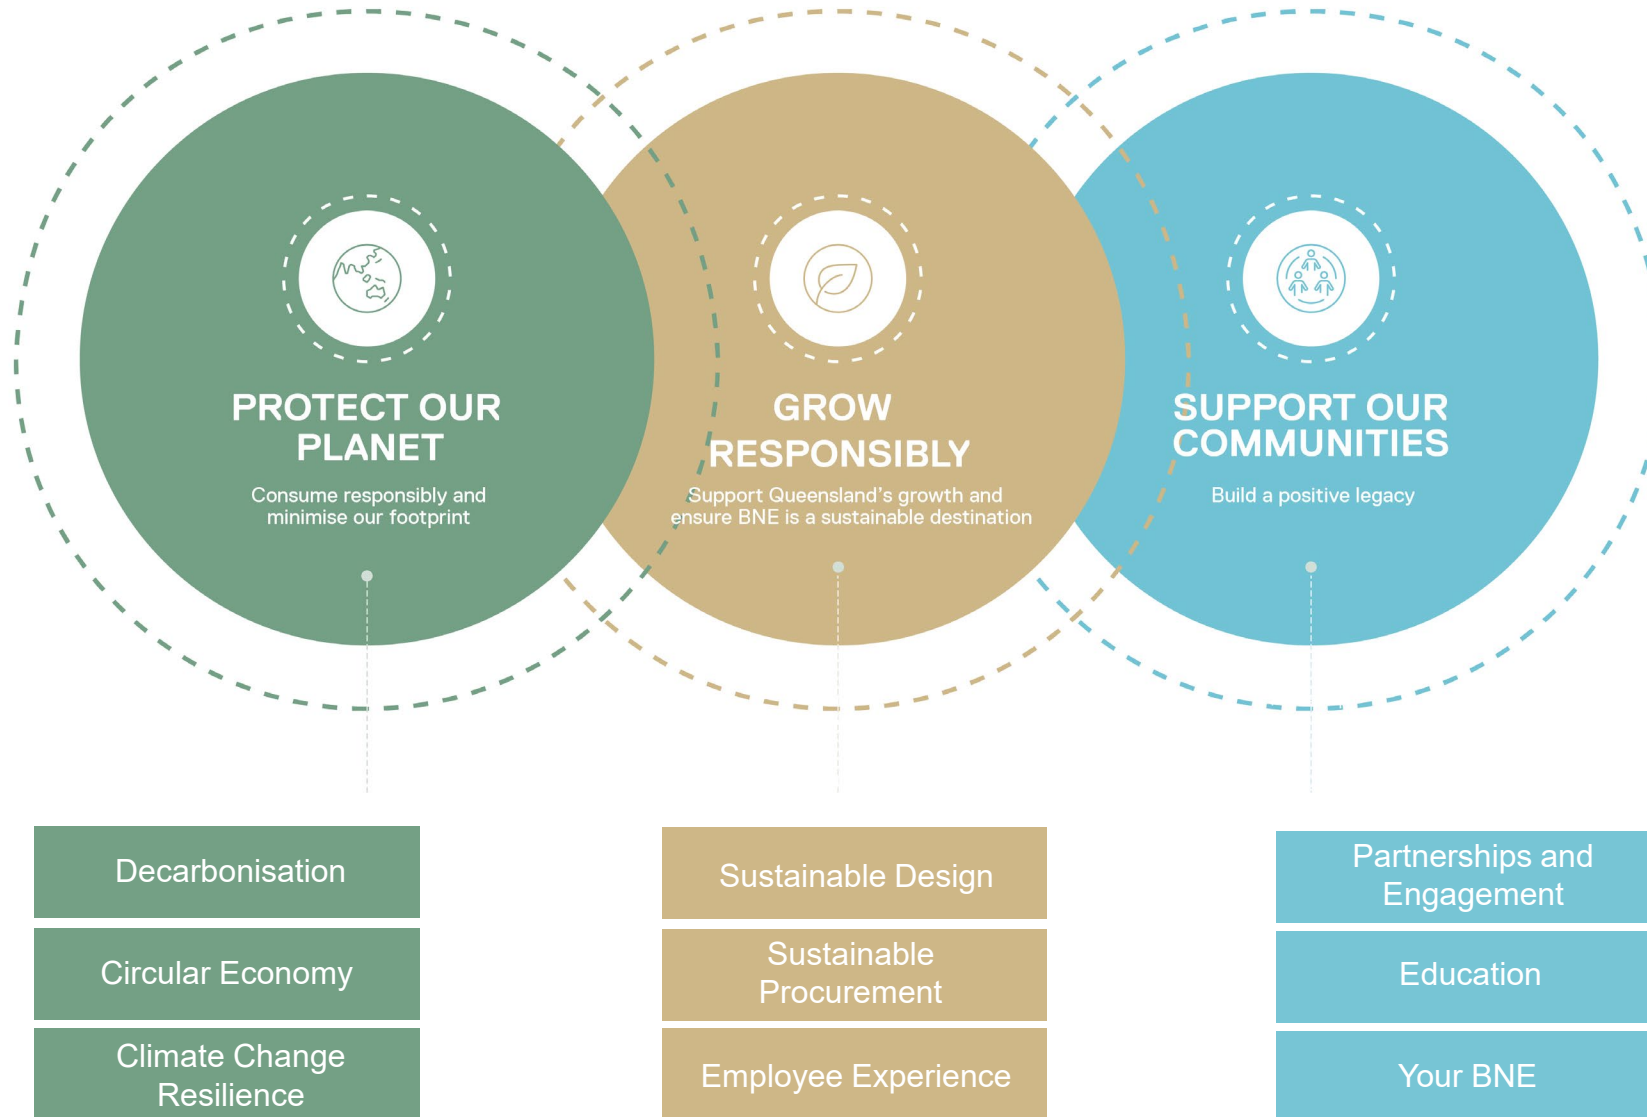 PROTECT OUR
PLANET
Consume responsibly and
minimise our footprint
GROW
RESPONSIBLY
Support Queensland's growth and
ensure BNE is a sustainable destination
SUPPORT OUR
COMMUNITIES
Build a positive legacy
Decarbonisation
Circular Economy
Climate Change
Resilience
Sustainable Design
Sustainable
Procurement
Employee Experience
Partnerships and
Engagement
Education
Your BNE